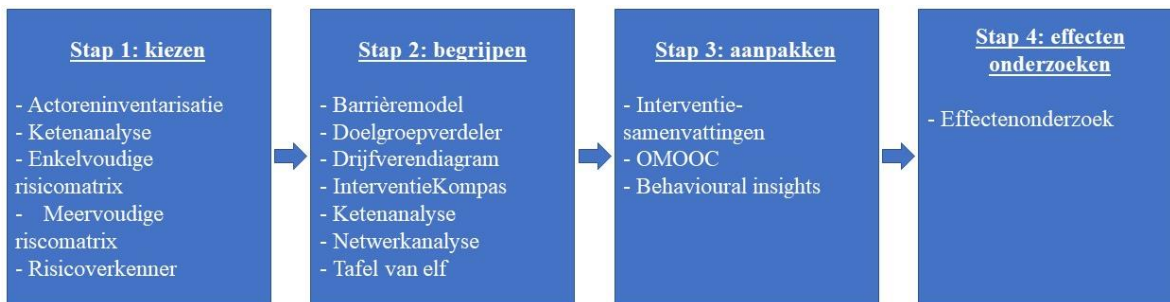 Stap 1: kiezen
- Actoreninventarisatie
- Ketenanalyse
- Enkelvoudige
risicomatrix
- Meervoudige
riscomatrix
- Risicoverkenner
Stap 2: begrijpen
- Barrièremodel
- Doelgroepverdeler
- Drijfverendiagram
- InterventieKompas
- Ketenanalyse
- Netwerkanalyse
- Tafel van elf
Stap 3: aanpakken
- Interventie-
samenvattingen
- OMOOC
- Behavioural insights
Stap 4: effecten
onderzoeken
- Effectenonderzoek